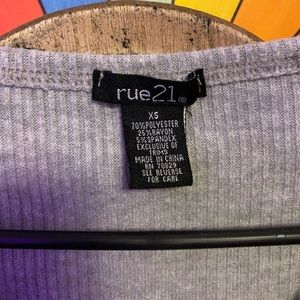 rue21
XS
70%POLYESTER
25%RAYON
5%SPANDEX
EXCLUSIVE OF
TRIMS
MADE IN CHINA
RN 70829
SEE REVERSE
FOR CARE